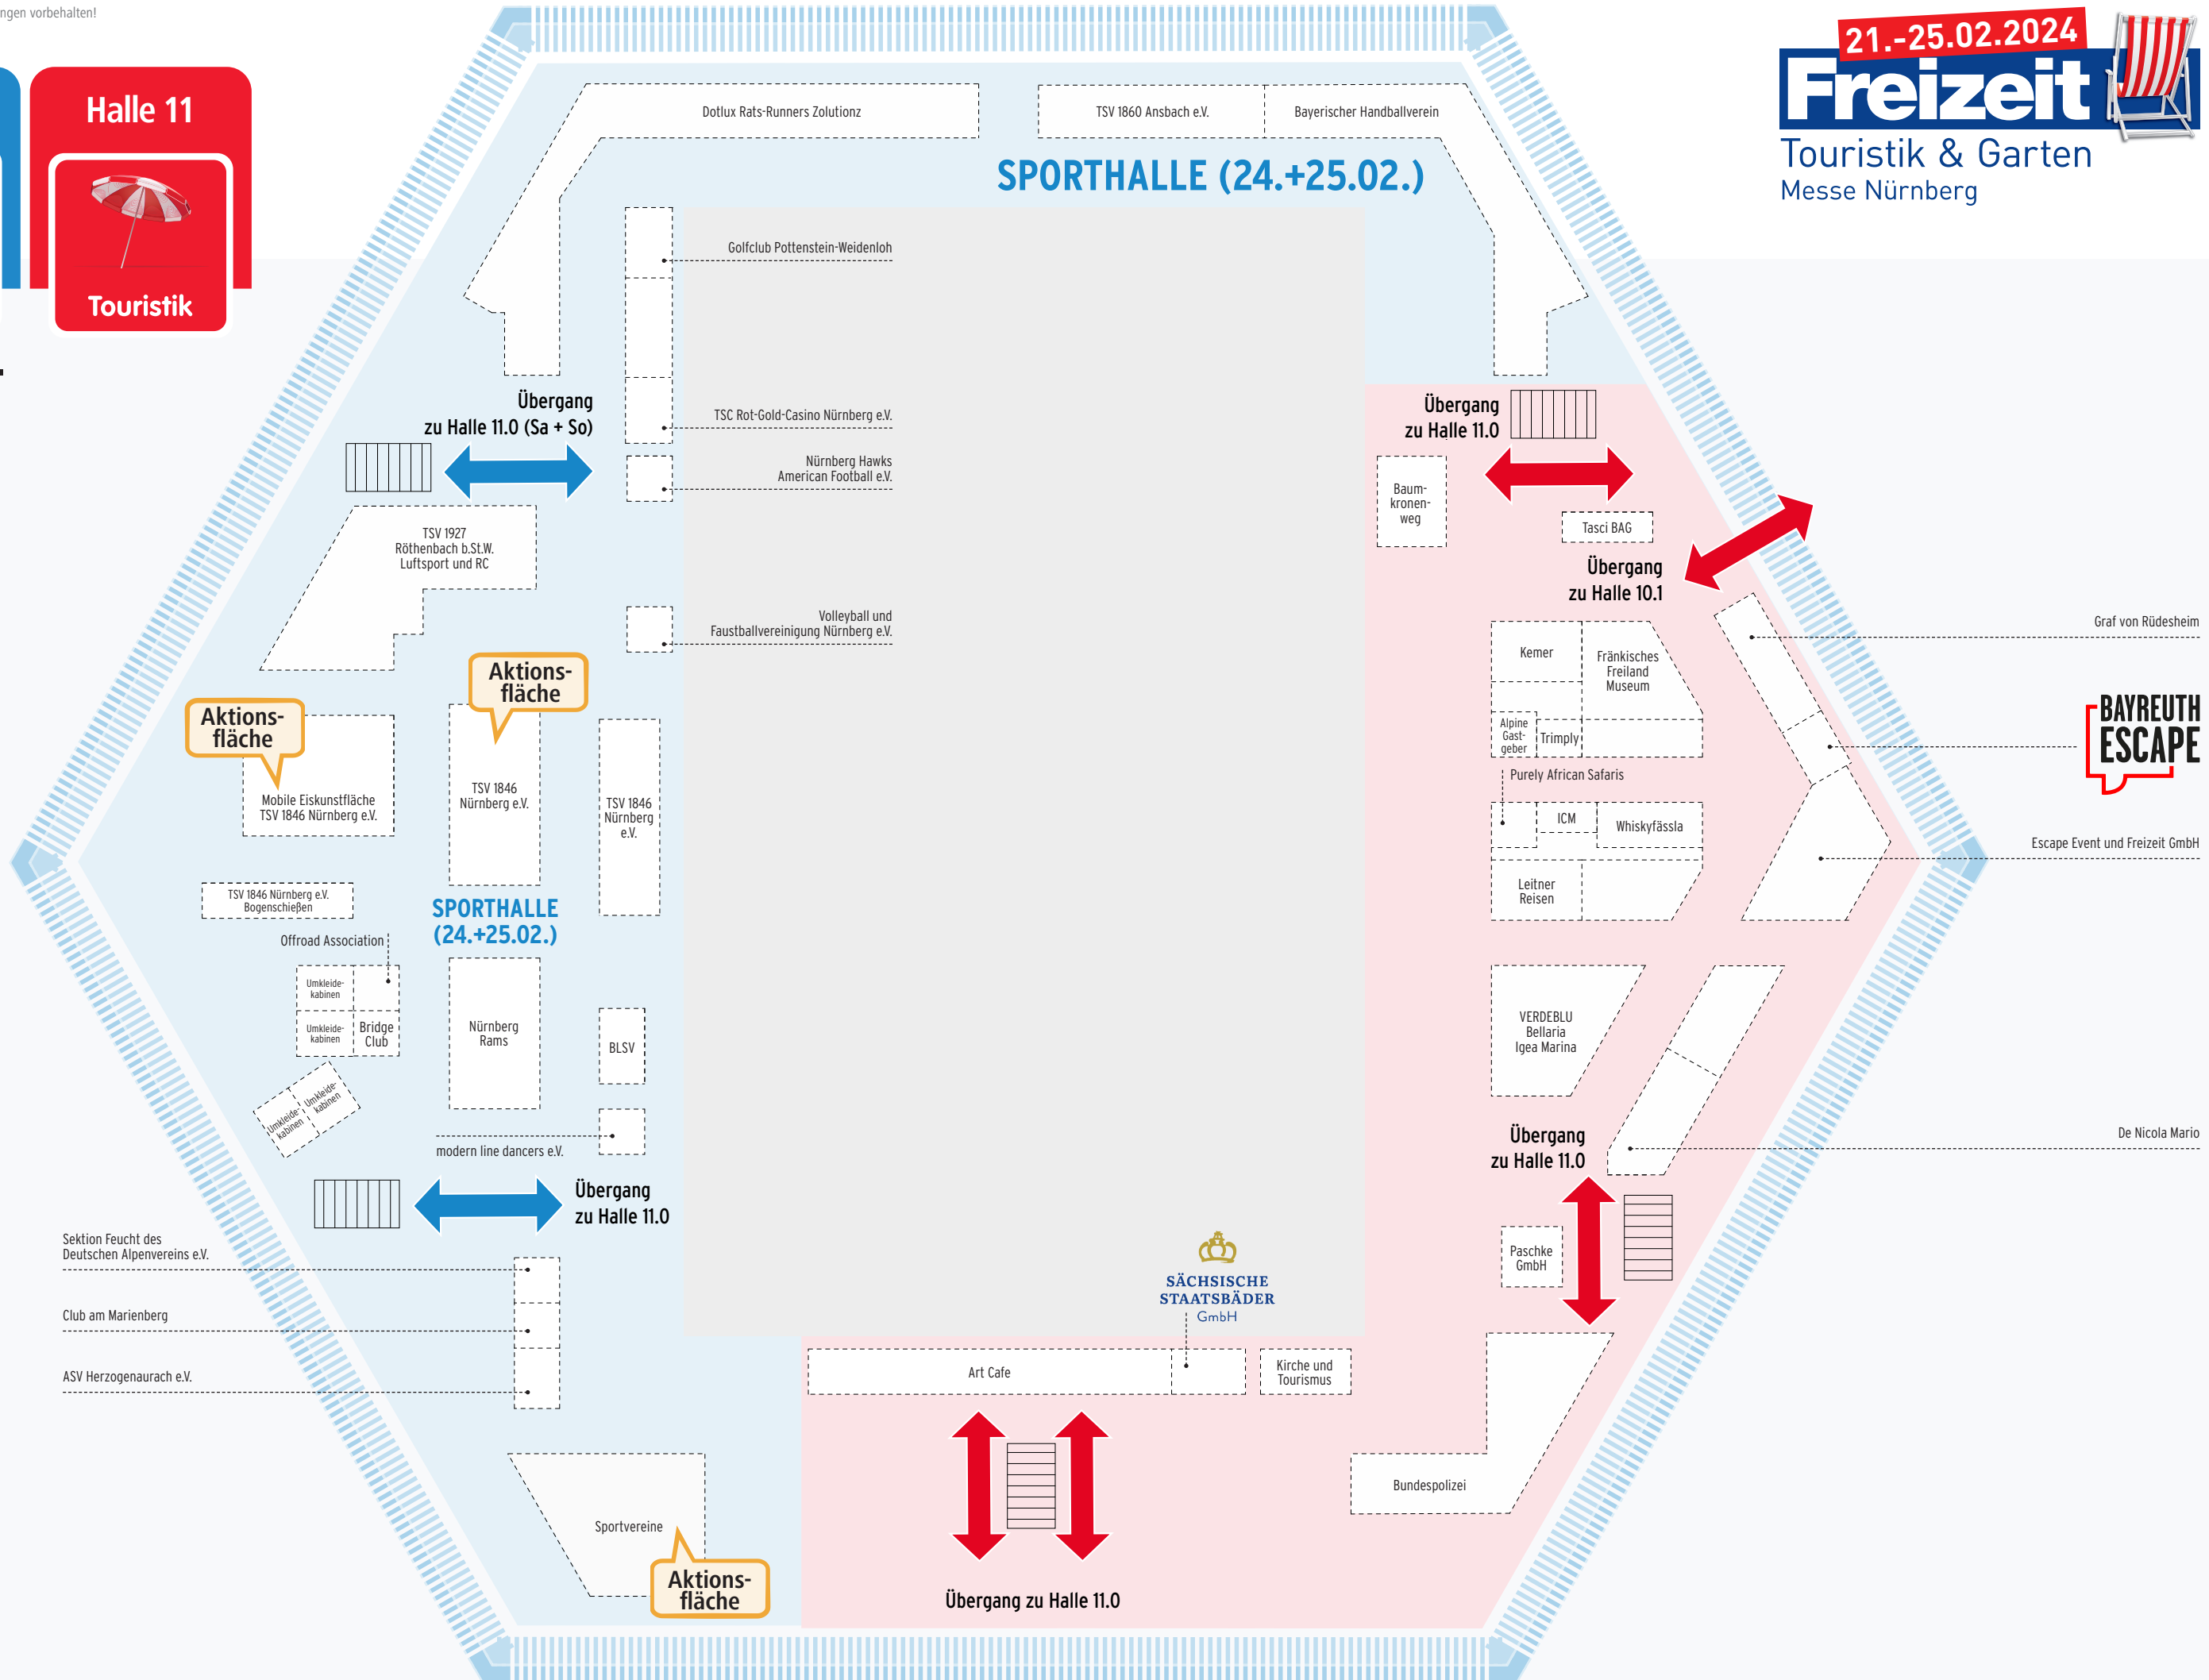 ngen vorbehalten!
Halle 11
Touristik
21.-25.02.2024
Freizeit
Touristik & Garten
Messe Nürnberg
Dotlux Rats-Runners Zolutionz
TSV 1860 Ansbach e.V.
Bayerischer Handballverein
SPORTHALLE (24.+25.02.)
Golfclub Pottenstein-Weidenloh
Übergang
zu Halle 11.0 (Sa + So)
TSC Rot-Gold-Casino Nürnberg e.V.
Nürnberg Hawks
American Football e.V.
Übergang
zu Halle 11.0
Baum-
kronen-
weg
Tasci BAG
Übergang
zu Halle 10.1
TSV 1927
Röthenbach b.St.W.
Luftsport und RC
Volleyball und
Faustballvereinigung Nürnberg e.V.
Graf von Rüdesheim
Kemer
Fränkisches
Freiland
Museum
Alpine
Gast-
geber
Trimply
BAYREUTH
ESCAPE
Aktions-
fläche
Aktions-
fläche
Mobile Eiskunstfläche
TSV 1846 Nürnberg e.V.
TSV 1846
Nürnberg e.V.
TSV 1846
Nürnberg
e.V.
Purely African Safaris
ICM
Whiskyfässla
Leitner
Reisen
Escape Event und Freizeit GmbH
TSV 1846 Nürnberg e.V.
Bogenschießen
SPORTHALLE
(24.+25.02.)
Offroad Association
Umkleide-
kabinen
Umkleide-
kabinen
Bridge
Club
Umkleide-
kabinen
Umkleide-
kabinen
Nürnberg
Rams
BLSV
modern line dancers e.V.
VERDEBLU
Bellaria
Igea Marina
Übergang
zu Halle 11.0
De Nicola Mario
Übergang
zu Halle 11.0
Sektion Feucht des
Deutschen Alpenvereins e.V.
Club am Marienberg
ASV Herzogenaurach e.V.
SÄCHSISCHE
STAATSBÄDER
GmbH
Paschke
GmbH
Art Cafe
Kirche und
Tourismus
Bundespolizei
Sportvereine
Aktions-
fläche
Übergang zu Halle 11.0